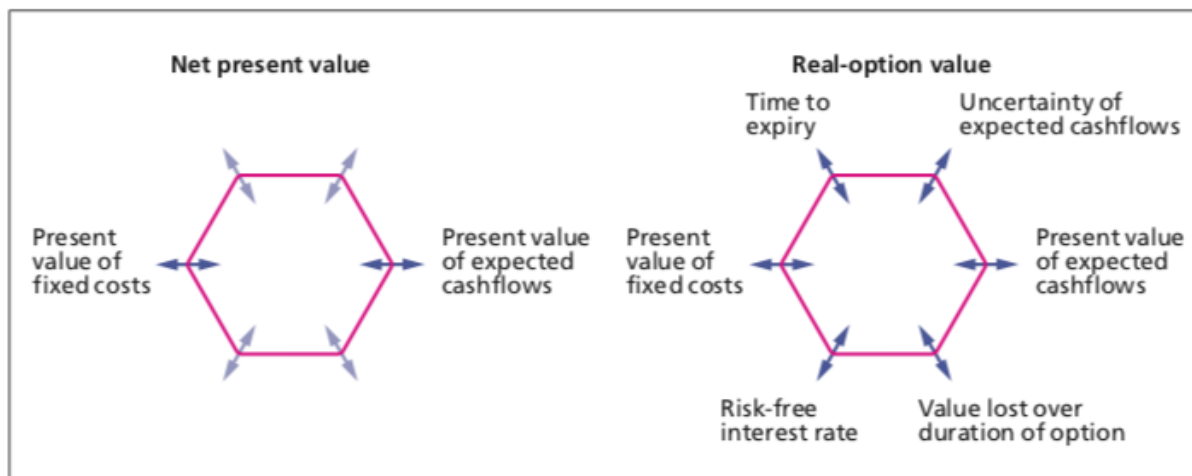 Net present value
Present
value of
fixed costs
Present value
of expected
cashflows
Real-option value
Time to
expiry
Uncertainty of
expected cashflows
Present
value of
fixed costs
Present value
of expected
cashflows
Risk-free
interest rate
Value lost over
duration of option